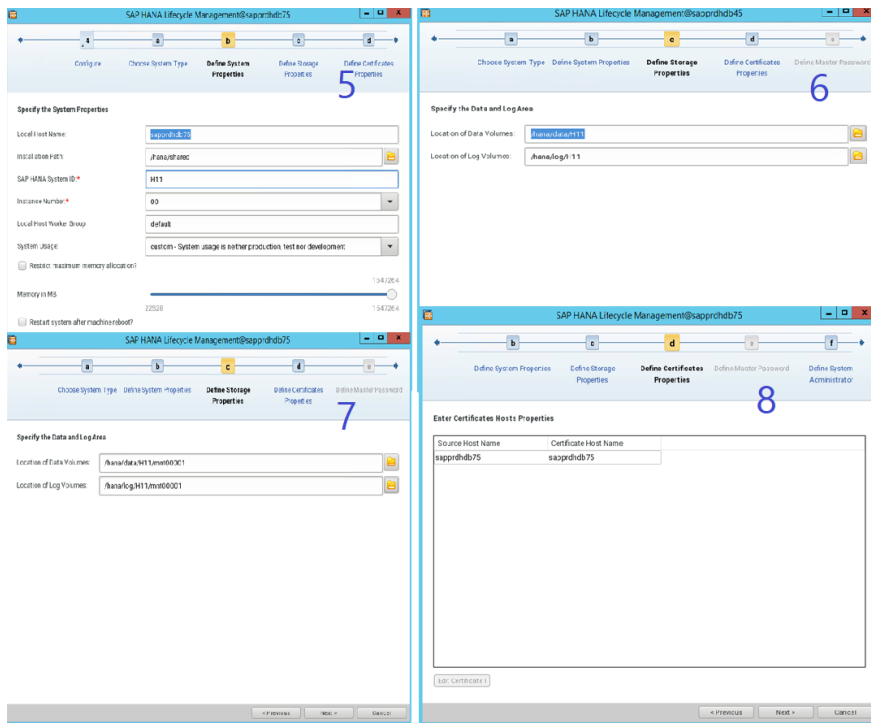 SAP HANA Lifecycle Management@sapprdhdb75
4 a b c d
Configure Choose System Type Define System Properties Define Storage Properties Define Certificates Properties
5
Specify the System Properties
Local Host Name: sapprdhdb75
Installation Path: /hana/shared
SAP HANA System ID:* H11
Instance Number:* 00
Local Host Worker Group default
System Usage: custom - System usage is neither production, test nor development
Restrict maximum memory allocation?
1547264
Memory in MB
22528 1547264
Restart system after machine reboot?
SAP HANA Lifecycle Management@sapprdhdb45
a b c d e
Choose System Type Define System Properties Define Storage Properties Define Certificates Properties Define Master Password
6
Specify the Data and Log Area
Location of Data Volumes: /hana/data/H11
Location of Log Volumes: /hana/log/H11
SAP HANA Lifecycle Management@sapprdhdb75
a b c d e
Choose System Type Define System Properties Define Storage Properties Define Certificates Properties Define Master Password
7
Specify the Data and Log Area
Location of Data Volumes: /hana/data/H11/mnt00001
Location of Log Volumes: /hana/log/H11/mnt00001
< Previous Next > Cancel
SAP HANA Lifecycle Management@sapprdhdb75
b c d e f
Define System Properties Define Storage Properties Define Certificates Properties Define Master Password Define System Administrator
8
Enter Certificates Hosts Properties
Source Host Name Certificate Host Name
sapprdhdb75 sapprdhdb75
Edit Certificate
< Previous Next > Cancel